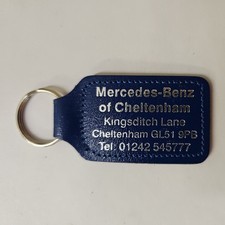 Mercedes-Benz
of Cheltenham
Kingsditch Lane
Cheltenham GL51 9PB
Tel: 01242 545777